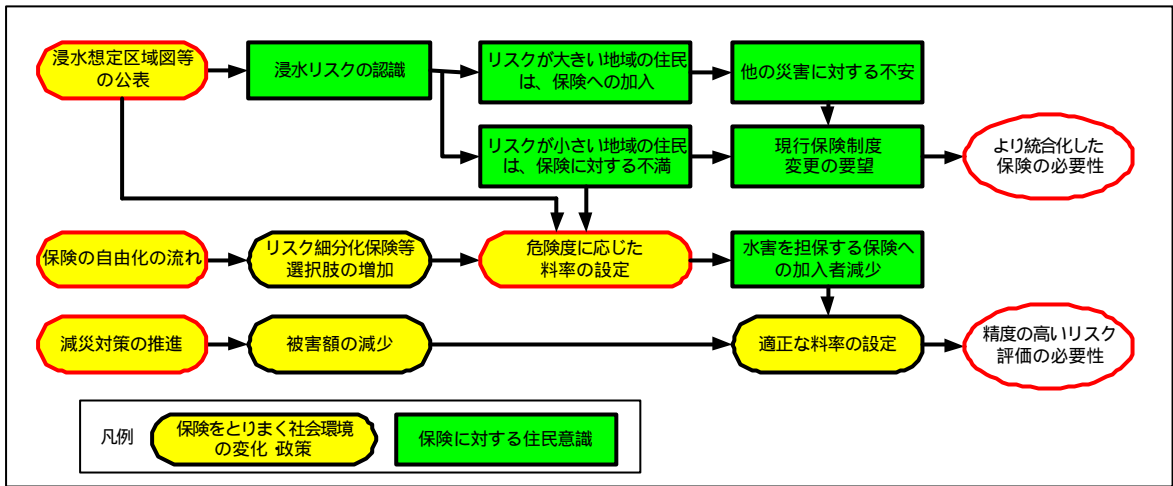 浸水想定区域図等
の公表
浸水リスクの認識
リスクが大きい地域の住民
は、保険への加入
他の災害に対する不安
リスクが小さい地域の住民
は、保険に対する不満
現行保険制度
変更の要望
より統合化した
保険の必要性
保険の自由化の流れ
リスク細分化保険等
選択肢の増加
危険度に応じた
料率の設定
水害を担保する保険へ
の加入者減少
減災対策の推進
被害額の減少
適正な料率の設定
精度の高いリスク
評価の必要性
凡例
保険をとりまく社会環境
の変化 政策
保険に対する住民意識